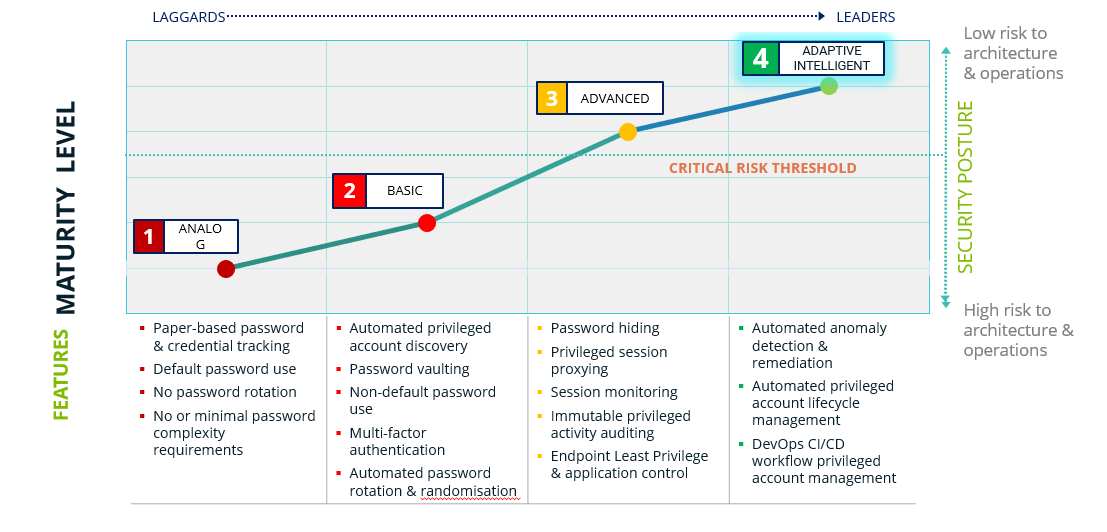 LAGGARDS
LEADERS
Low risk to
architecture
& operations
4
ADAPTIVE
INTELLIGENT
3
ADVANCED
CRITICAL RISK THRESHOLD
2
BASIC
1
ANALO
G
MATURITY LEVEL
SECURITY POSTURE
High risk to
architecture &
operations
FEATURES
▪ Paper-based password
& credential tracking
▪ Default password use
▪ No password rotation
▪ No or minimal password
complexity
requirements
▪ Automated privileged
account discovery
▪ Password vaulting
▪ Non-default password
use
▪ Multi-factor
authentication
▪ Automated password
rotation & randomisation
▪ Password hiding
▪ Privileged session
proxying
▪ Session monitoring
▪ Immutable privileged
activity auditing
▪ Endpoint Least Privilege
& application control
▪ Automated anomaly
detection &
remediation
▪ Automated privileged
account lifecycle
management
▪ DevOps CI/CD
workflow privileged
account management